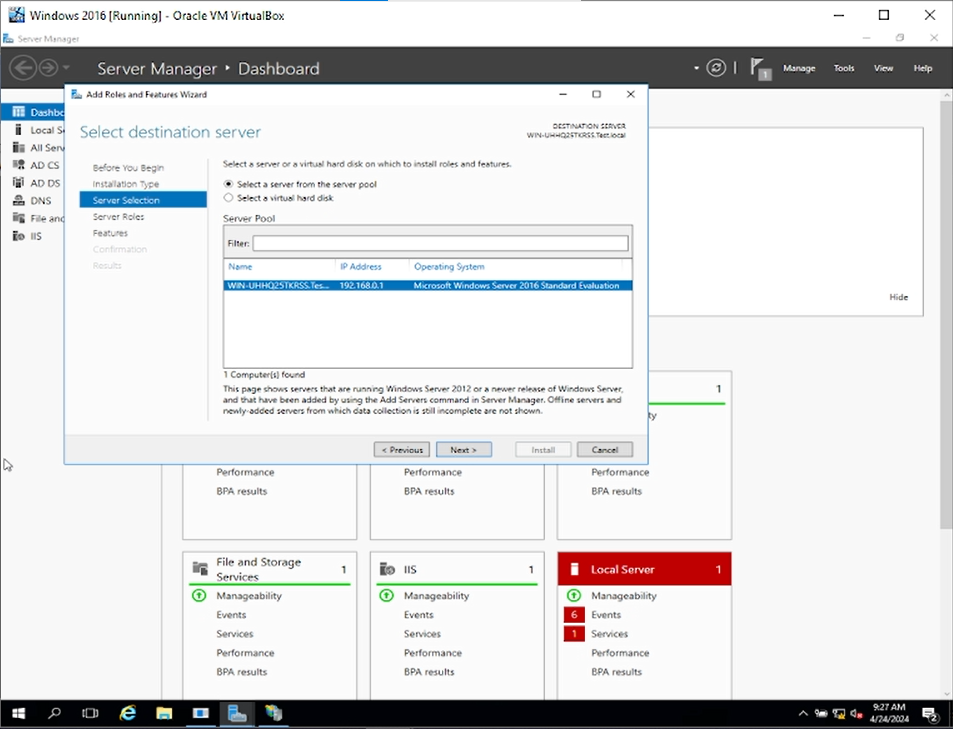 Windows 2016 [Running] - Oracle VM VirtualBox
Server Manager
Server Manager ‣ Dashboard
1
Manage
Tools
View
Help
Add Roles and Features Wizard
Dashbo
Local Se
All Serv
AD CS
AD DS
DNS
File and
IIS
Select destination server
DESTINATION SERVER
WIN-UHHQ25TKRSS.Test.local
Before You Begin
Installation Type
Server Selection
Server Roles
Features
Confirmation
Results
Select a server or a virtual hard disk on which to install roles and features.
Select a server from the server pool
Select a virtual hard disk
Server Pool
Filter:
Name IP Address Operating System
WIN-UHHQ25TKRSS.Tes... 192.168.0.1 Microsoft Windows Server 2016 Standard Evaluation
1 Computer(s) found
This page shows servers that are running Windows Server 2012 or a newer release of Windows Server,
and that have been added by using the Add Servers command in Server Manager. Offline servers and
newly-added servers from which data collection is still incomplete are not shown.
< Previous
Next >
Install
Cancel
Hide
1
ty
Performance
BPA results
Performance
BPA results
Performance
BPA results
File and Storage
Services
1
Manageability
Events
Services
Performance
BPA results
IIS
1
Manageability
Events
Services
Performance
BPA results
Local Server
1
Manageability
6 Events
1 Services
Performance
BPA results
9:27 AM
4/24/2024
2